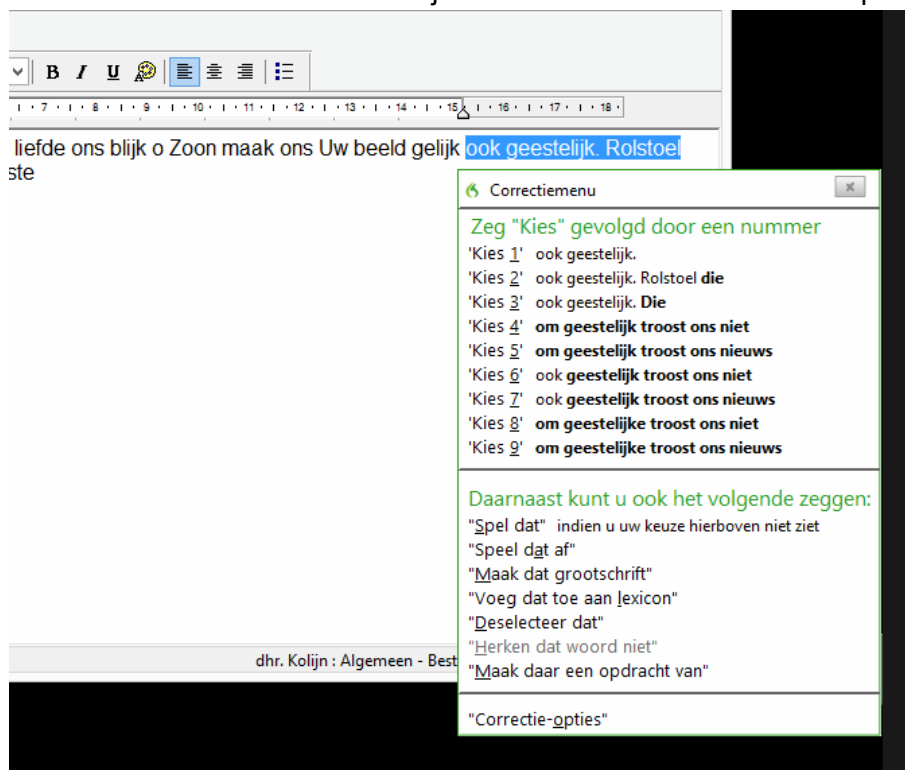 B I U
7 8 9 10 11 12 13 14 15 16 17 18
liefde ons blijk o Zoon maak ons Uw beeld gelijk ook geestelijk. Rolstoel
ste
Correctiemenu
Zeg "Kies" gevolgd door een nummer
'Kies 1' ook geestelijk.
'Kies 2' ook geestelijk. Rolstoel die
'Kies 3' ook geestelijk. Die
'Kies 4' om geestelijk troost ons niet
'Kies 5' om geestelijk troost ons nieuws
'Kies 6' ook geestelijk troost ons niet
'Kies 7' ook geestelijk troost ons nieuws
'Kies 8' om geestelijke troost ons niet
'Kies 9' om geestelijke troost ons nieuws
Daarnaast kunt u ook het volgende zeggen:
"Spel dat" indien u uw keuze hierboven niet ziet
"Speel dat af"
"Maak dat grootschrift"
"Voeg dat toe aan lexicon"
"Deselecteer dat"
"Herken dat woord niet"
"Maak daar een opdracht van"
"Correctie-opties"
dhr. Kolijn : Algemeen - Best